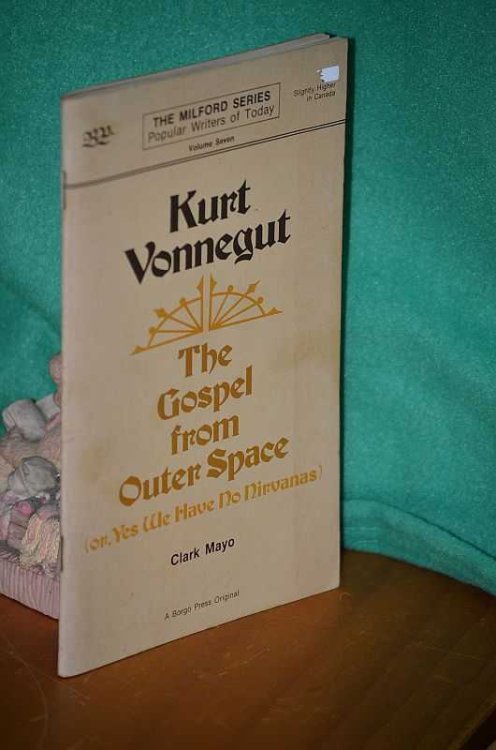 BP.
THE MILFORD SERIES
Popular Writers of Today
Volume Seven
Slightly Higher
in Canada
Kurt
Vonnegut
The
Gospel
from
Outer Space
(or, Yes We Have No Nirvanas)
Clark Mayo
A Borgo Press Original